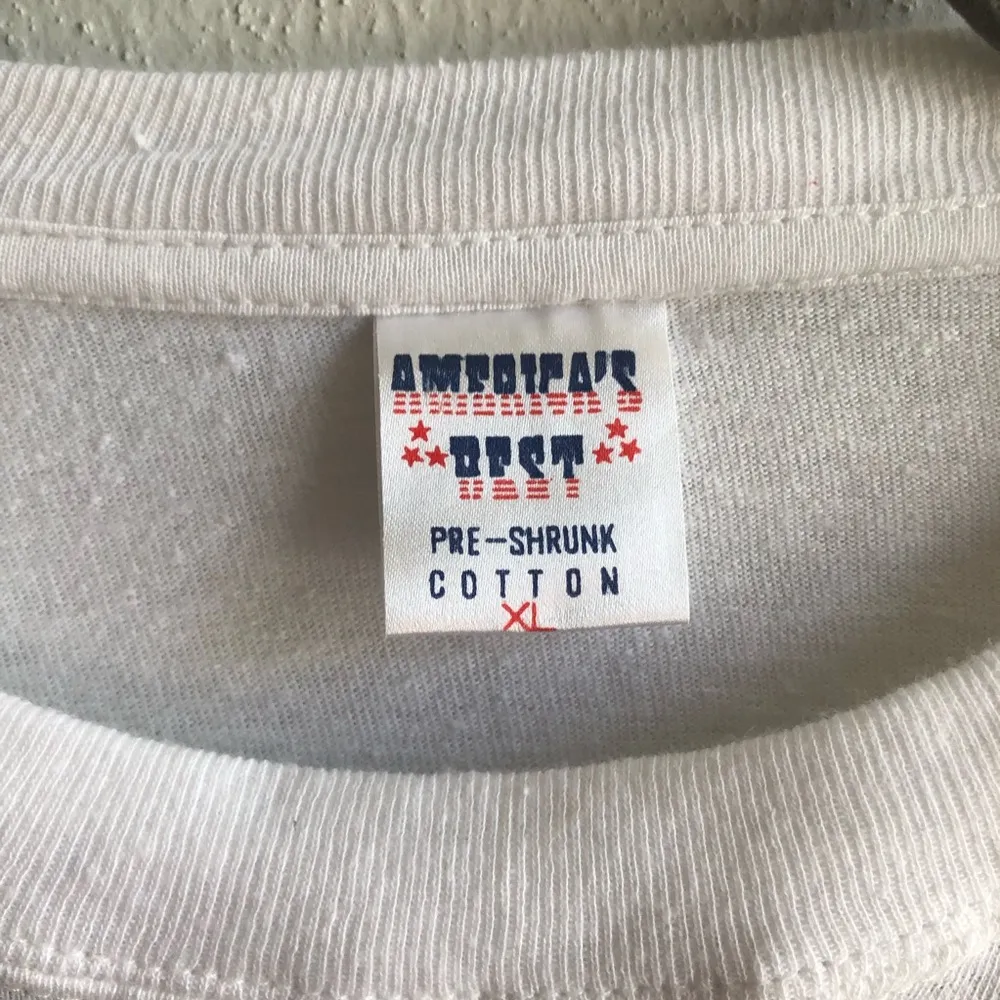 AMERICA'S
BEST
PRE-SHRUNK
COTTON
XL